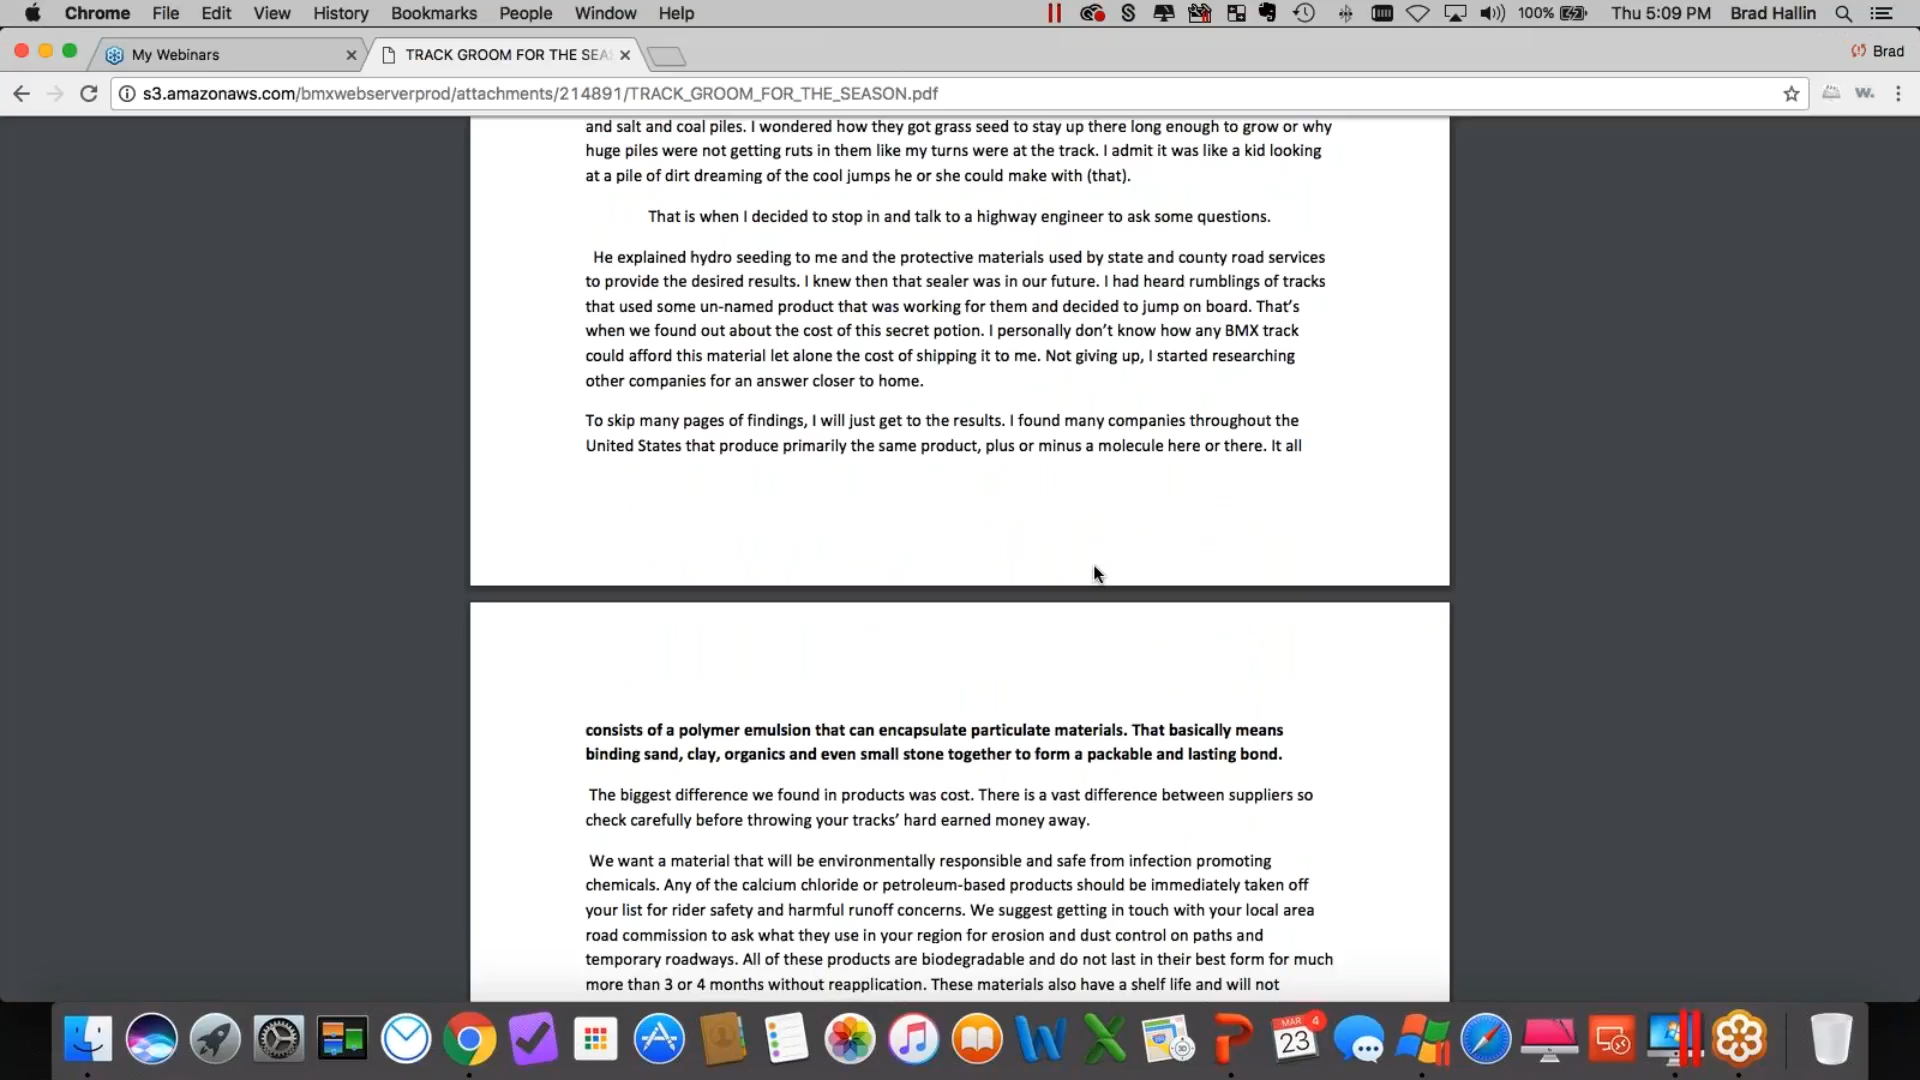 Chrome File Edit View History Bookmarks People Window Help 100% Thu 5:09 PM Brad Hallin
My Webinars TRACK GROOM FOR THE SEA Brad
s3.amazonaws.com/bmxwebserverprod/attachments/214891/TRACK_GROOM_FOR_THE_SEASON.pdf W.
and salt and coal piles. I wondered how they got grass seed to stay up there long enough to grow or why
huge piles were not getting ruts in them like my turns were at the track. I admit it was like a kid looking
at a pile of dirt dreaming of the cool jumps he or she could make with (that).
That is when I decided to stop in and talk to a highway engineer to ask some questions.
He explained hydro seeding to me and the protective materials used by state and county road services
to provide the desired results. I knew then that sealer was in our future. I had heard rumblings of tracks
that used some un-named product that was working for them and decided to jump on board. That’s
when we found out about the cost of this secret potion. I personally don’t know how any BMX track
could afford this material let alone the cost of shipping it to me. Not giving up, I started researching
other companies for an answer closer to home.
To skip many pages of findings, I will just get to the results. I found many companies throughout the
United States that produce primarily the same product, plus or minus a molecule here or there. It all
consists of a polymer emulsion that can encapsulate particulate materials. That basically means
binding sand, clay, organics and even small stone together to form a packable and lasting bond.
The biggest difference we found in products was cost. There is a vast difference between suppliers so
check carefully before throwing your tracks’ hard earned money away.
We want a material that will be environmentally responsible and safe from infection promoting
chemicals. Any of the calcium chloride or petroleum-based products should be immediately taken off
your list for rider safety and harmful runoff concerns. We suggest getting in touch with your local area
road commission to ask what they use in your region for erosion and dust control on paths and
temporary roadways. All of these products are biodegradable and do not last in their best form for much
more than 3 or 4 months without reapplication. These materials also have a shelf life and will not
MAR 4
23